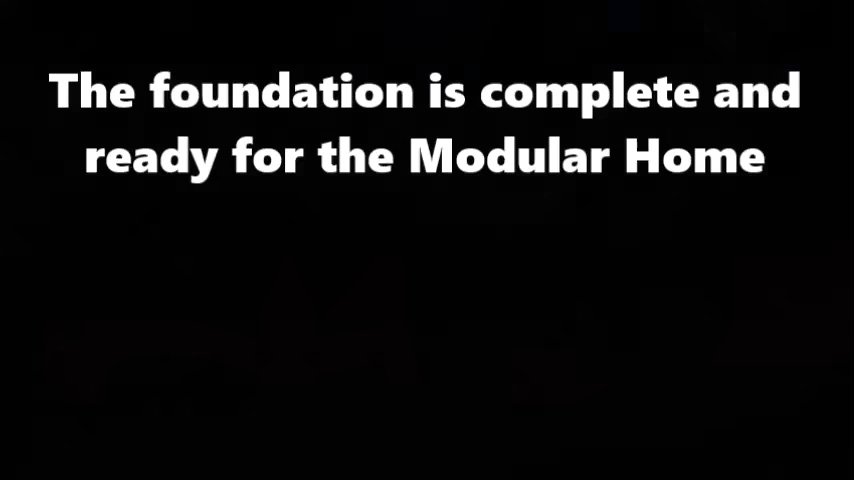 The foundation is complete and
ready for the Modular Home